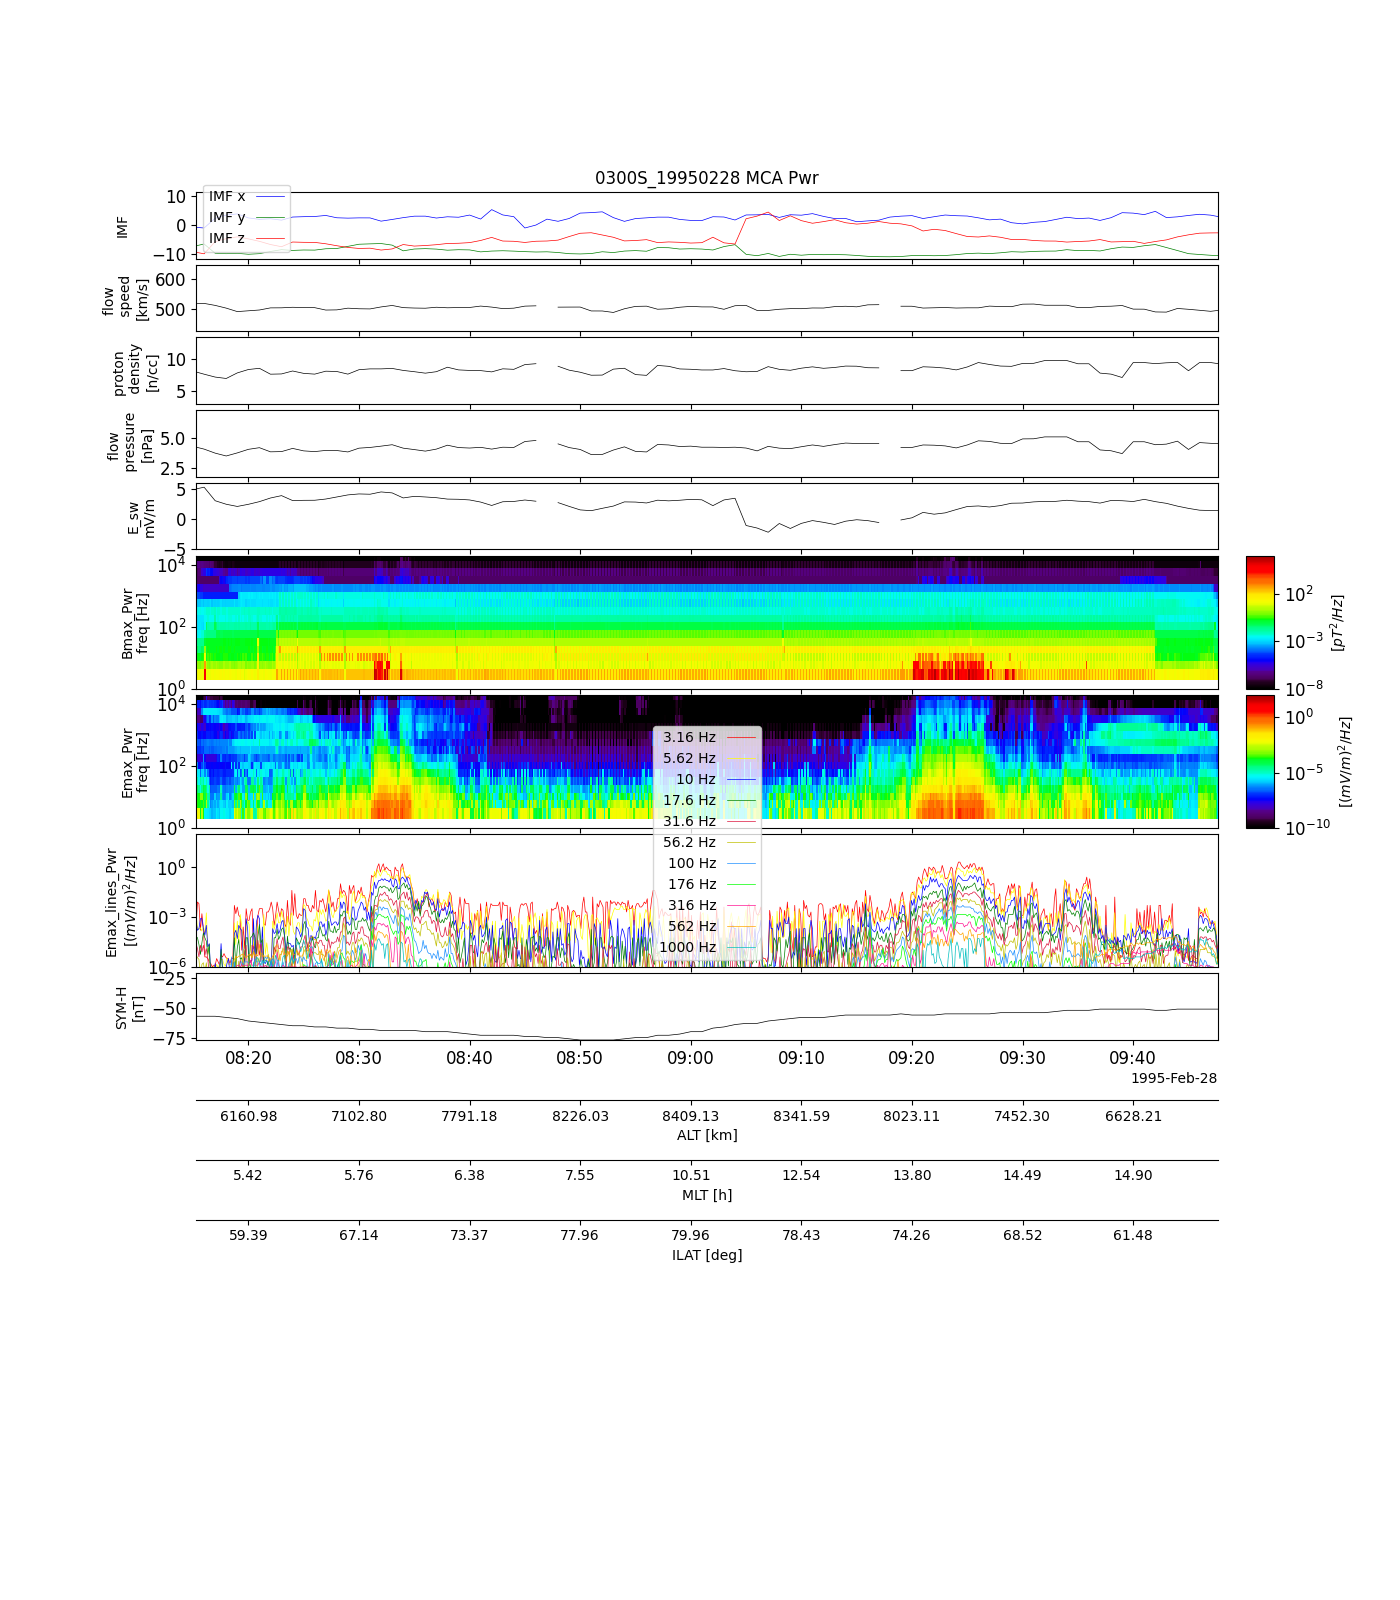 0300S_19950228 MCA Pwr
IMF
10
0
−10
IMF x
IMF y
IMF z
flow
speed
[km/s]
600
500
proton
density
[n/cc]
10
5
flow
pressure
[nPa]
5.0
2.5
E_sw
mV/m
5
0
−5
Bmax_Pwr
freq [Hz]
10^4
10^2
10^0
10^2
10^−3
10^−8
[pT^2/Hz]
Emax_Pwr
freq [Hz]
10^4
10^2
10^0
10^0
10^−5
10^−10
[(mV/m)^2/Hz]
3.16 Hz
5.62 Hz
10 Hz
17.6 Hz
31.6 Hz
56.2 Hz
100 Hz
176 Hz
316 Hz
562 Hz
1000 Hz
Emax_lines_Pwr
[(mV/m)^2/Hz]
10^0
10^−3
10^−6
SYM-H
[nT]
−25
−50
−75
08:20 08:30 08:40 08:50 09:00 09:10 09:20 09:30 09:40
1995-Feb-28
6160.98 7102.80 7791.18 8226.03 8409.13 8341.59 8023.11 7452.30 6628.21
ALT [km]
5.42 5.76 6.38 7.55 10.51 12.54 13.80 14.49 14.90
MLT [h]
59.39 67.14 73.37 77.96 79.96 78.43 74.26 68.52 61.48
ILAT [deg]